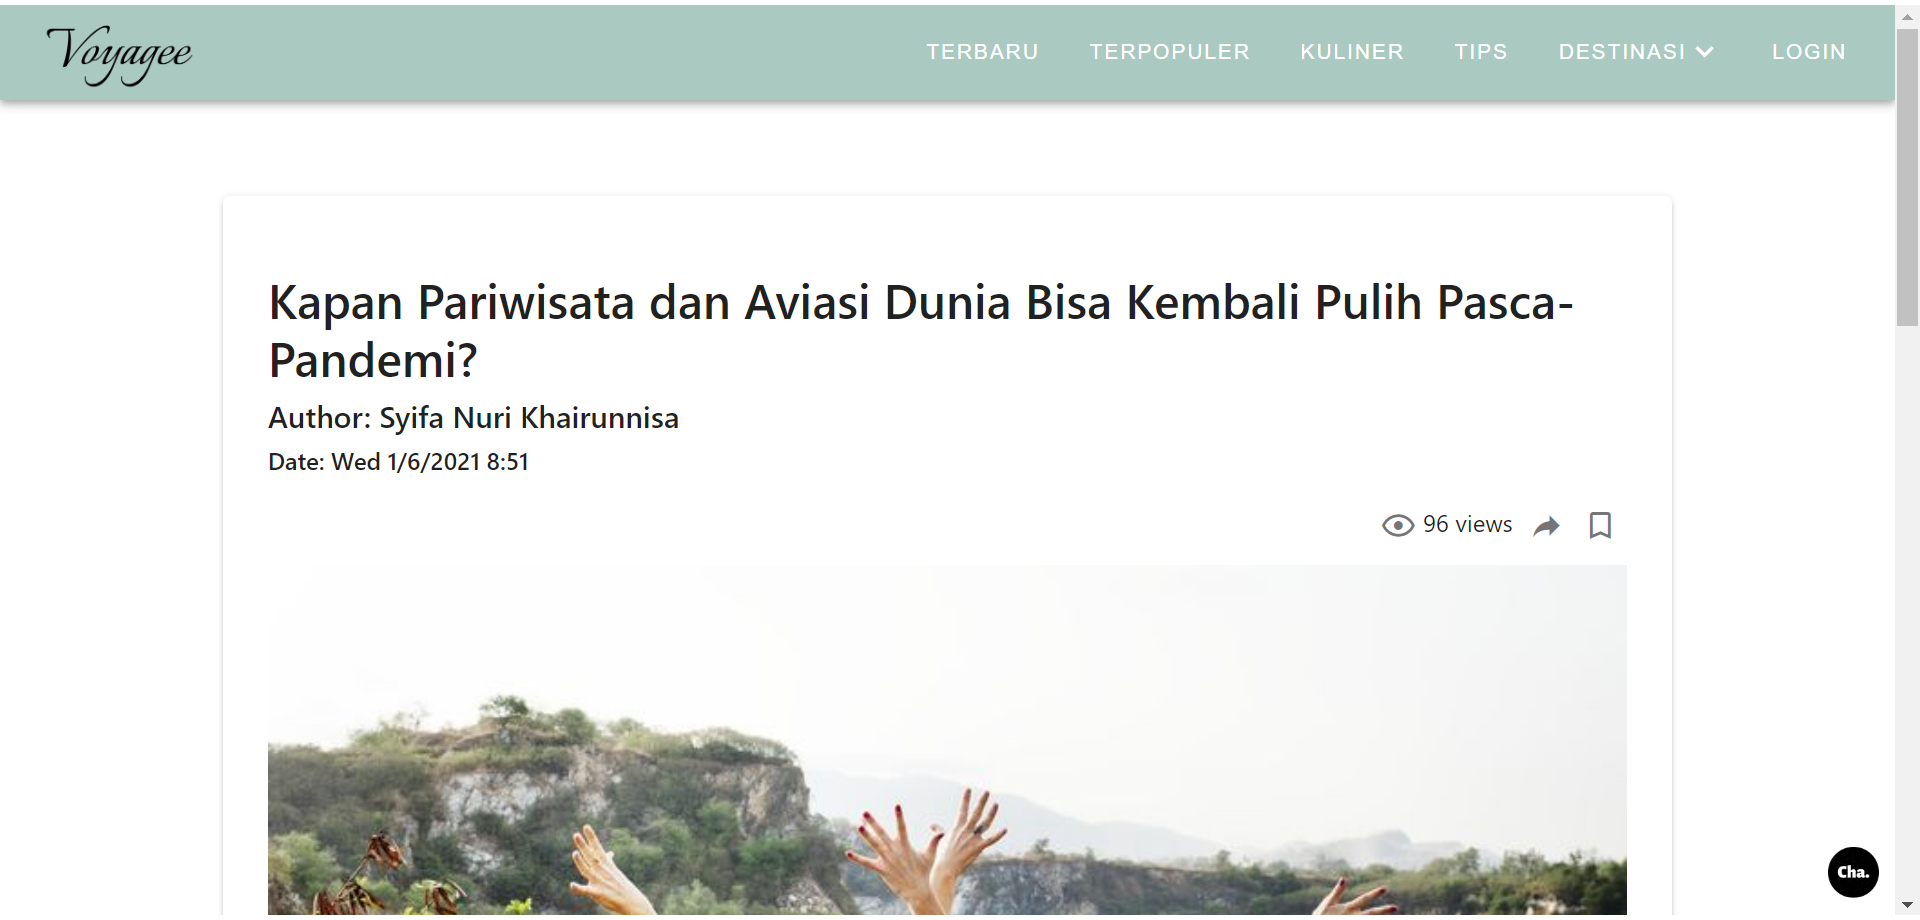 Voyagee
TERBARU TERPOPULER KULINER TIPS DESTINASI LOGIN
Kapan Pariwisata dan Aviasi Dunia Bisa Kembali Pulih Pasca-
Pandemi?
Author: Syifa Nuri Khairunnisa
Date: Wed 1/6/2021 8:51
96 views
Cha.